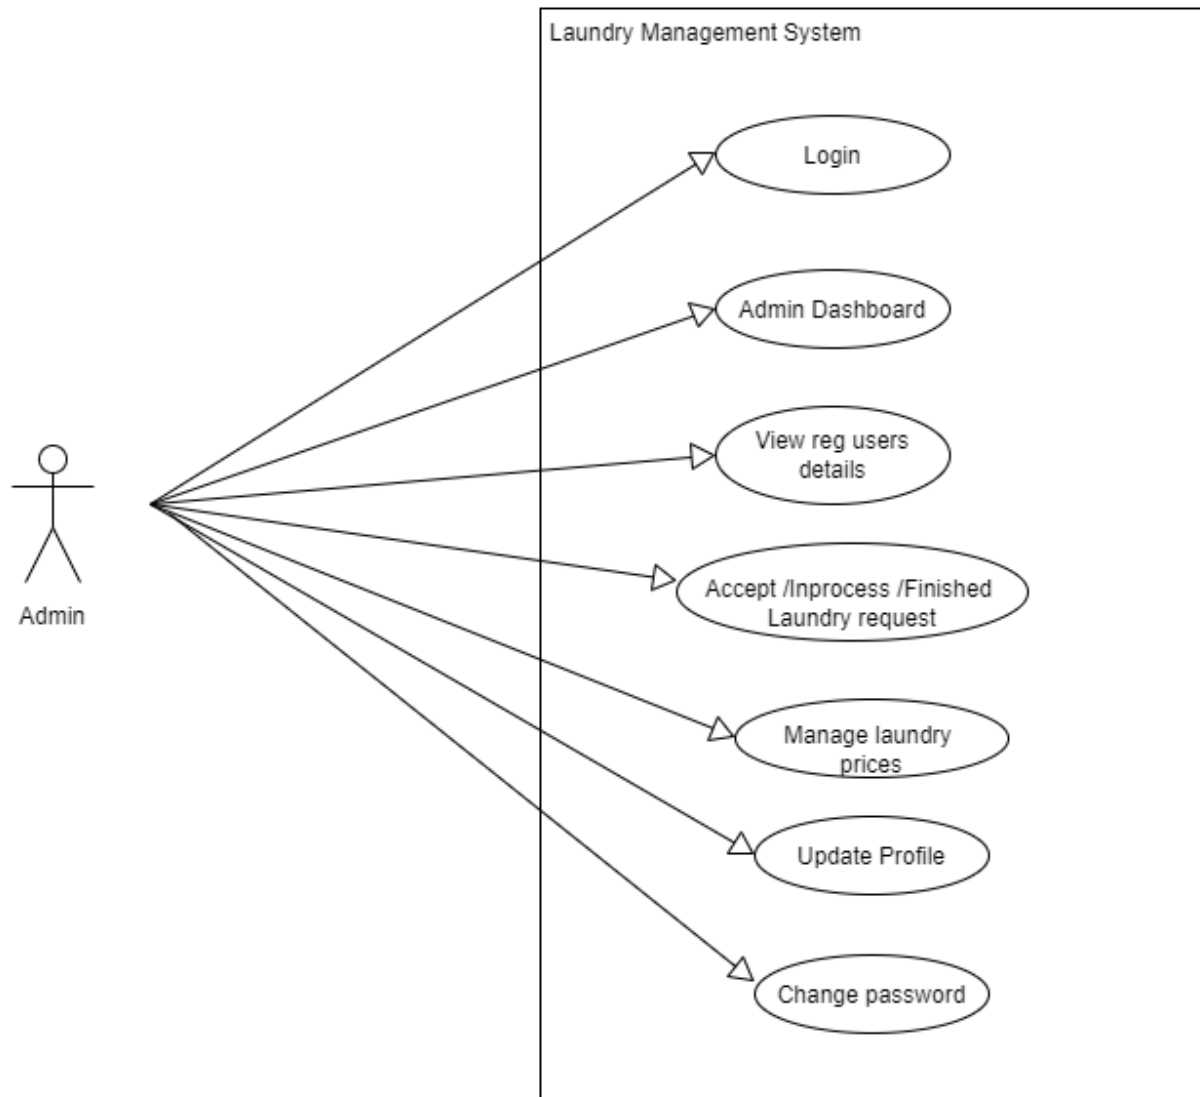 Laundry Management System
Login
Admin Dashboard
View reg users
details
Accept /Inprocess /Finished
Laundry request
Admin
Manage laundry
prices
Update Profile
Change password